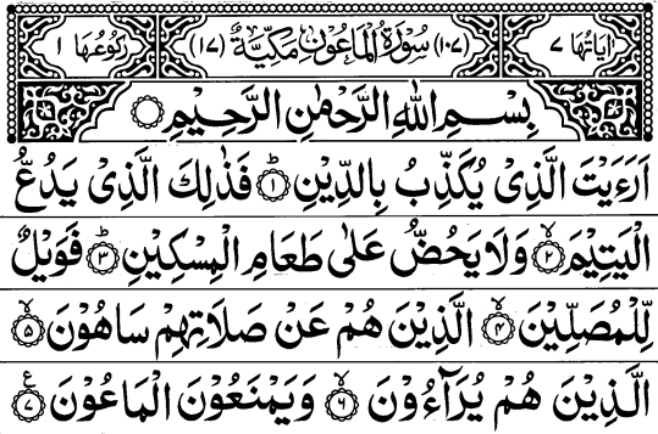 اٰيَاتُهَا ٧ (١٠٧) سُوْرَةُ الْمَاعُوْنِ مَكِّيَّةٌ (١٧) رُكُوْعُهَا ١
بِسْمِ اللّٰهِ الرَّحْمٰنِ الرَّحِيْمِ ۝
اَرَءَيْتَ الَّذِىْ يُكَذِّبُ بِالدِّيْنِ ؕ﴿١﴾ فَذٰلِكَ الَّذِىْ يَدُعُّ
الْيَتِيْمَ ۙ﴿٢﴾ وَلَا يَحُضُّ عَلٰى طَعَامِ الْمِسْكِيْنِ ؕ﴿٣﴾ فَوَيْلٌ
لِّلْمُصَلِّيْنَ ۙ﴿٤﴾ الَّذِيْنَ هُمْ عَنْ صَلَاتِهِمْ سَاهُوْنَ ۙ﴿٥﴾
الَّذِيْنَ هُمْ يُرَآءُوْنَ ۙ﴿٦﴾ وَيَمْنَعُوْنَ الْمَاعُوْنَ ﴿٧﴾ ع